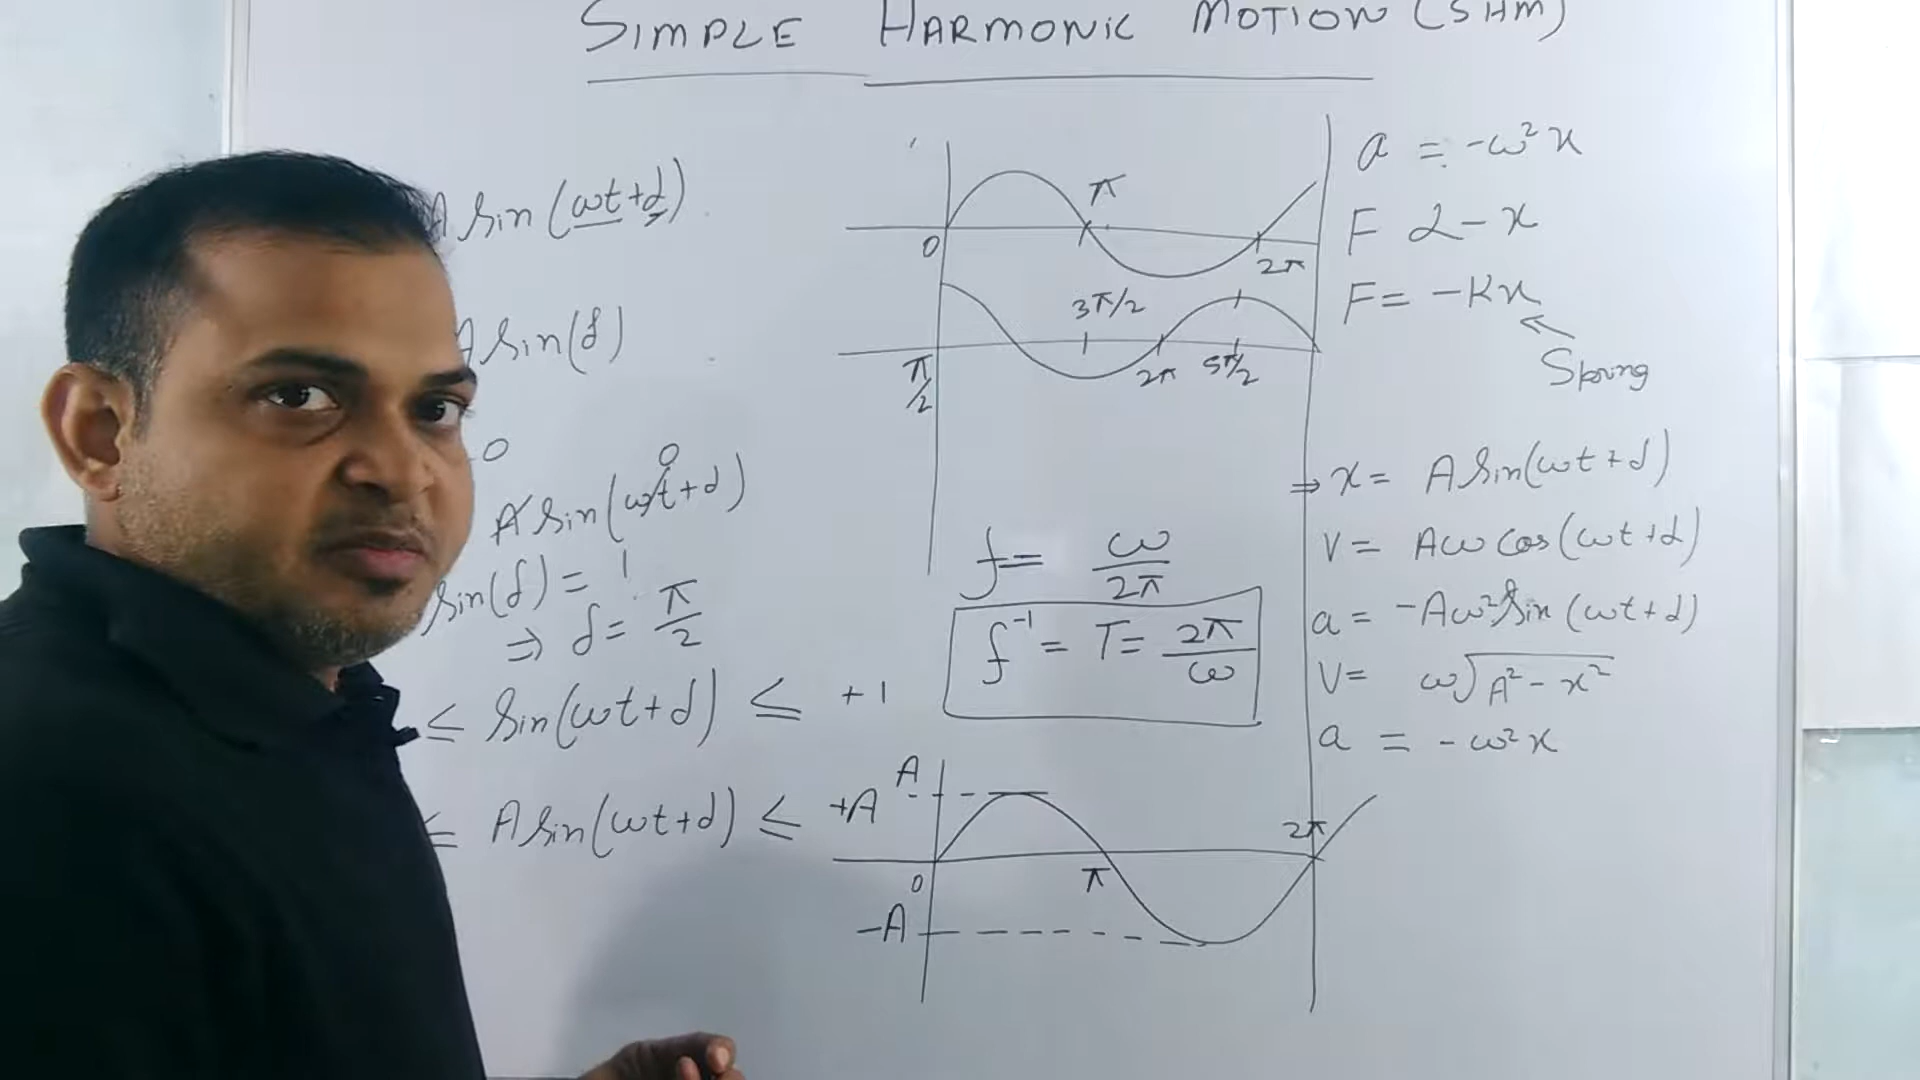 SIMPLE HARMONIC MOTION (SHM)
A sin (ωt+δ)
A sin(δ)
0
0
A sin(ωt+δ)
sin(δ) = 1
⇒ δ = π/2
≤ sin(ωt+δ) ≤ +1
≤ A sin(ωt+δ) ≤ +A
π
0
2π
3π/2
π/2
2π 5π/2
f = ω/2π
f⁻¹ = T = 2π/ω
A
2π
0
π
-A
a = -ω²x
F α - x
F = - Kx
Spring
⇒ x = A sin(ωt+δ)
V = Aω cos(ωt+δ)
a = -Aω² sin (ωt+δ)
V = ω√A² - x²
a = - ω²x